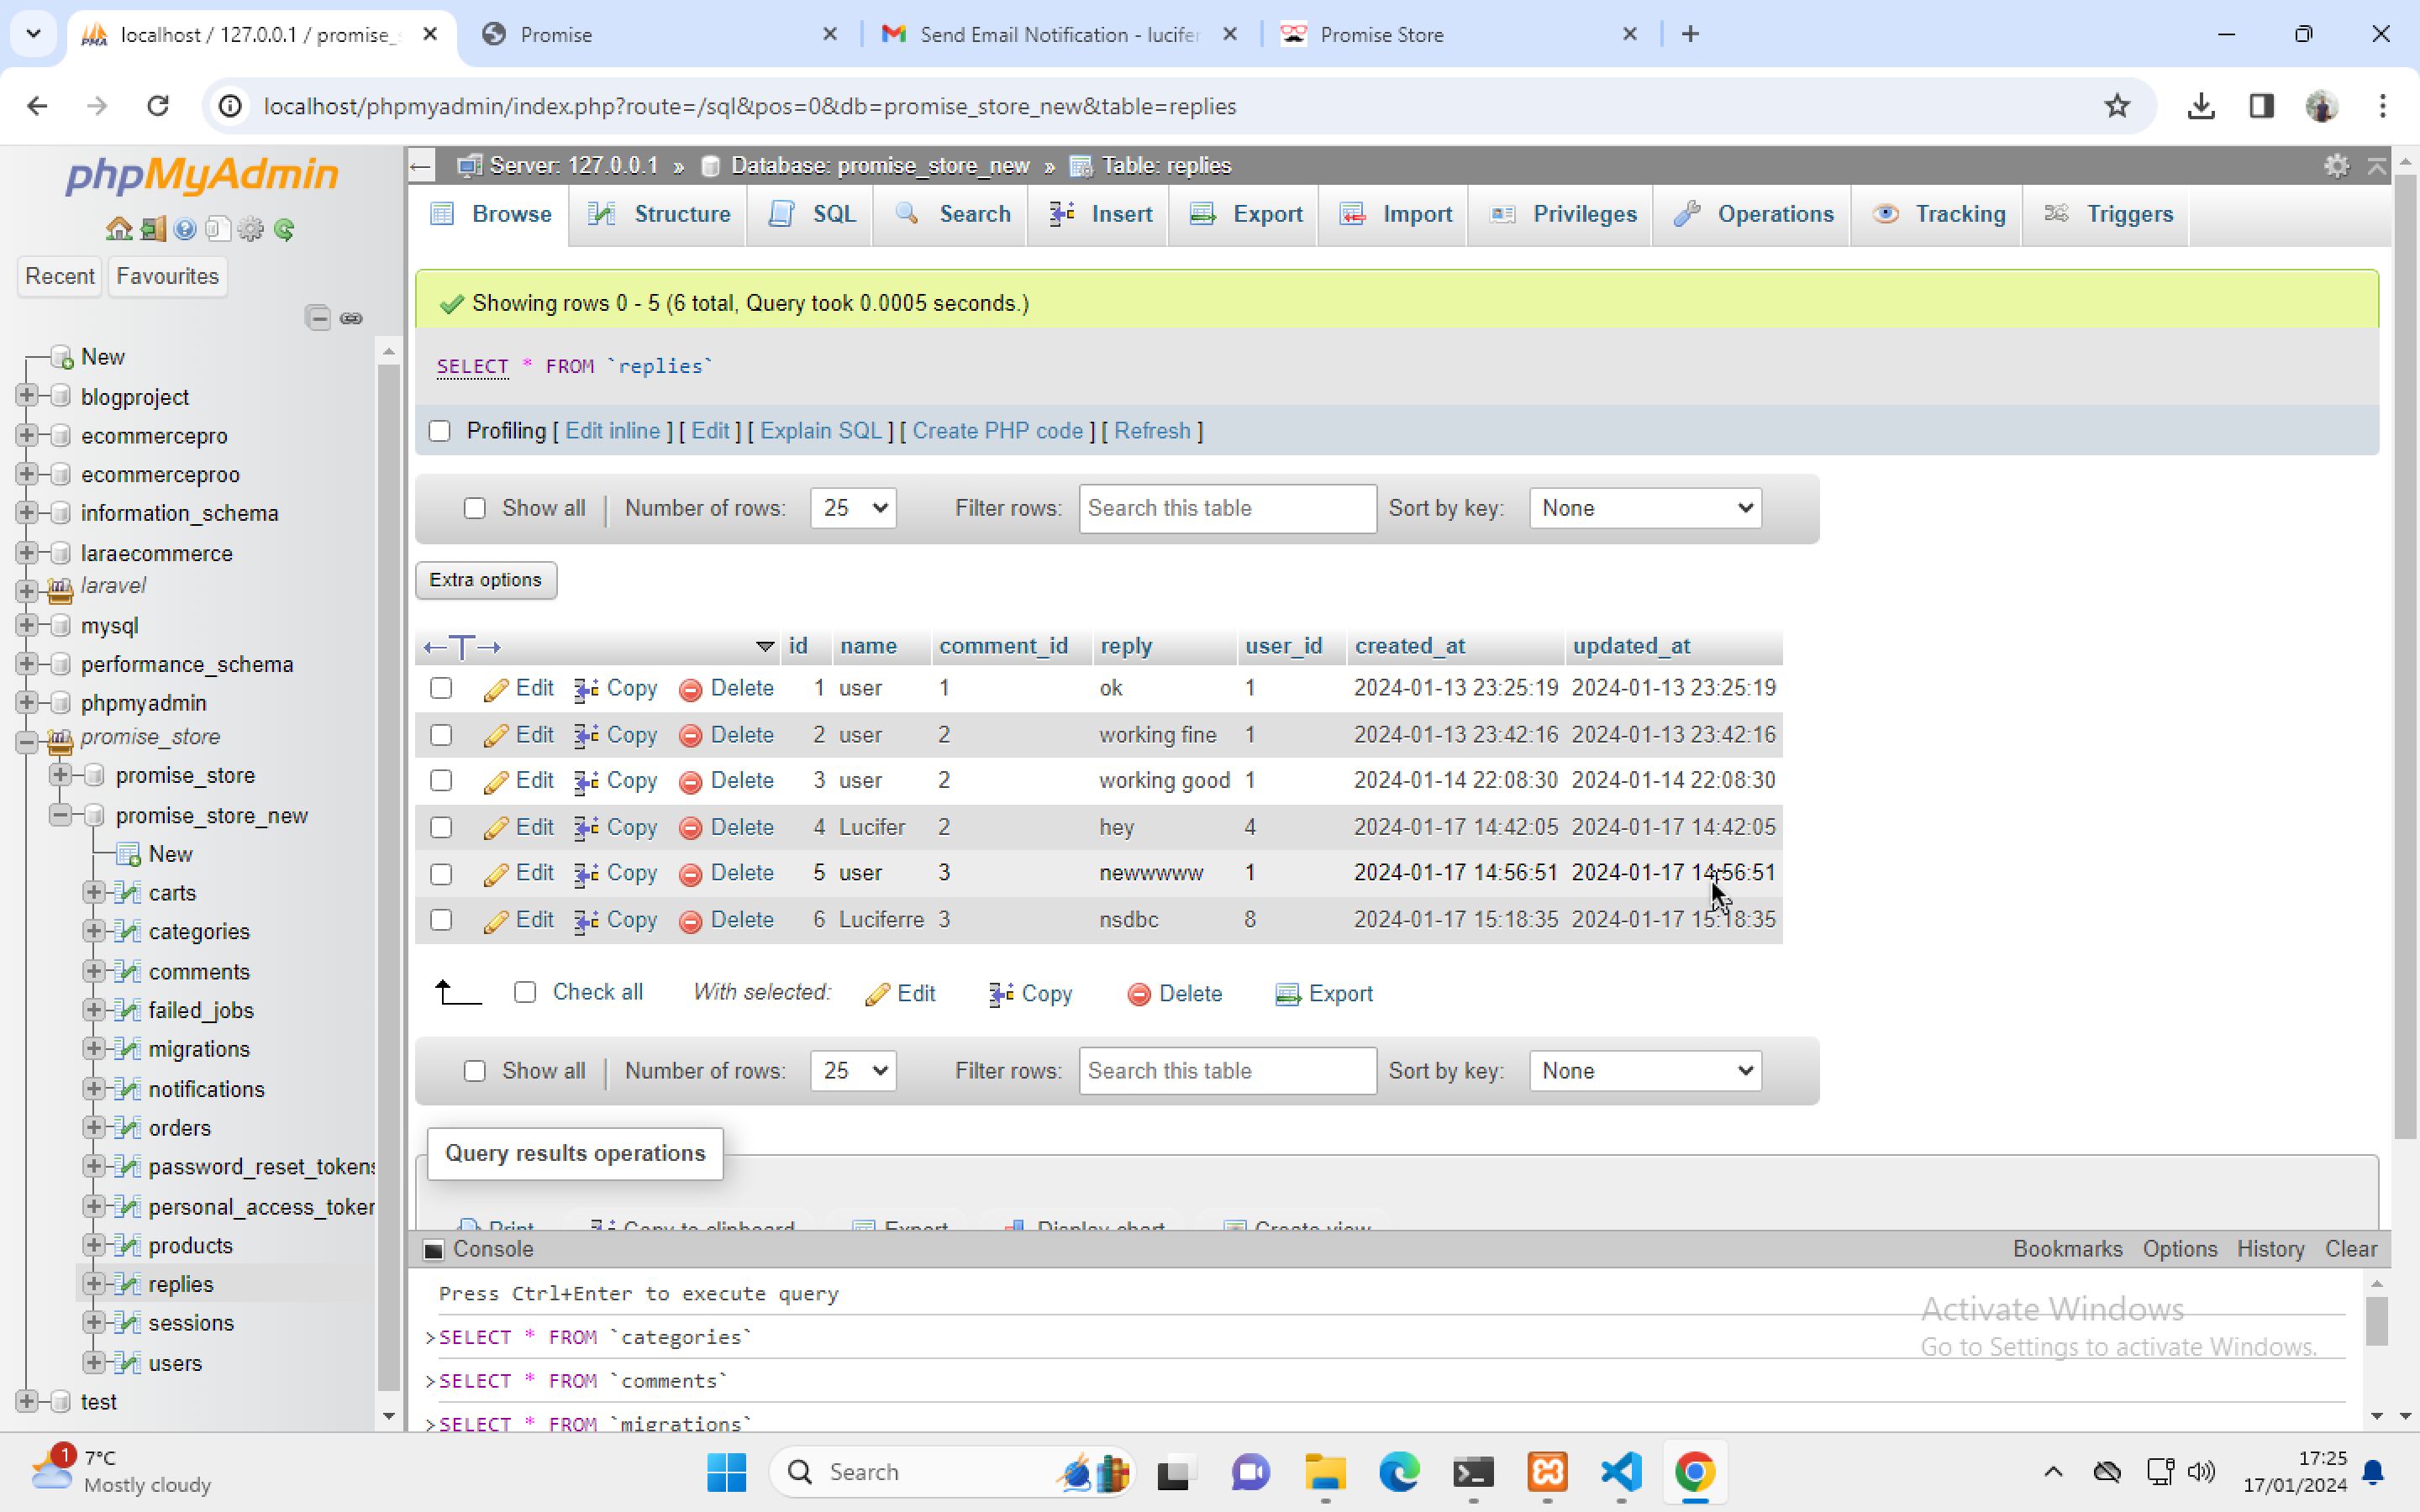 localhost / 127.0.0.1 / promise_s
Promise
Send Email Notification - lucifer
Promise Store
localhost/phpmyadmin/index.php?route=/sql&pos=0&db=promise_store_new&table=replies
phpMyAdmin
Recent Favourites
New
blogproject
ecommercepro
ecommerceproo
information_schema
laraecommerce
laravel
mysql
performance_schema
phpmyadmin
promise_store
promise_store
promise_store_new
New
carts
categories
comments
failed_jobs
migrations
notifications
orders
password_reset_tokens
personal_access_token
products
replies
sessions
users
test
Server: 127.0.0.1 » Database: promise_store_new » Table: replies
Browse Structure SQL Search Insert Export Import Privileges Operations Tracking Triggers
Showing rows 0 - 5 (6 total, Query took 0.0005 seconds.)
SELECT * FROM `replies`
Profiling [ Edit inline ] [ Edit ] [ Explain SQL ] [ Create PHP code ] [ Refresh ]
Show all | Number of rows: 25 Filter rows: Search this table Sort by key: None
Extra options
id name comment_id reply user_id created_at updated_at
Edit Copy Delete 1 user 1 ok 1 2024-01-13 23:25:19 2024-01-13 23:25:19
Edit Copy Delete 2 user 2 working fine 1 2024-01-13 23:42:16 2024-01-13 23:42:16
Edit Copy Delete 3 user 2 working good 1 2024-01-14 22:08:30 2024-01-14 22:08:30
Edit Copy Delete 4 Lucifer 2 hey 4 2024-01-17 14:42:05 2024-01-17 14:42:05
Edit Copy Delete 5 user 3 newwwww 1 2024-01-17 14:56:51 2024-01-17 14:56:51
Edit Copy Delete 6 Luciferre 3 nsdbc 8 2024-01-17 15:18:35 2024-01-17 15:18:35
Check all With selected: Edit Copy Delete Export
Show all | Number of rows: 25 Filter rows: Search this table Sort by key: None
Query results operations
Print Copy to clipboard Export Display chart Create view
Console Bookmarks Options History Clear
Press Ctrl+Enter to execute query
>SELECT * FROM `categories`
>SELECT * FROM `comments`
>SELECT * FROM `migrations`
Activate Windows
Go to Settings to activate Windows.
1
7°C
Mostly cloudy
Search
17:25
17/01/2024